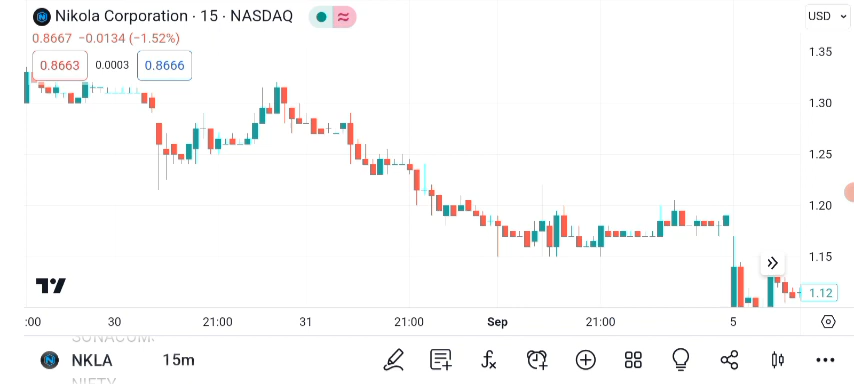 Nikola Corporation · 15 · NASDAQ
USD
0.8667 −0.0134 (−1.52%)
0.8663 0.0003 0.8666
1.35
1.30
1.25
1.20
1.15
1.12
:00 30 21:00 31 21:00 Sep 21:00 5
NKLA 15m
NIFTY